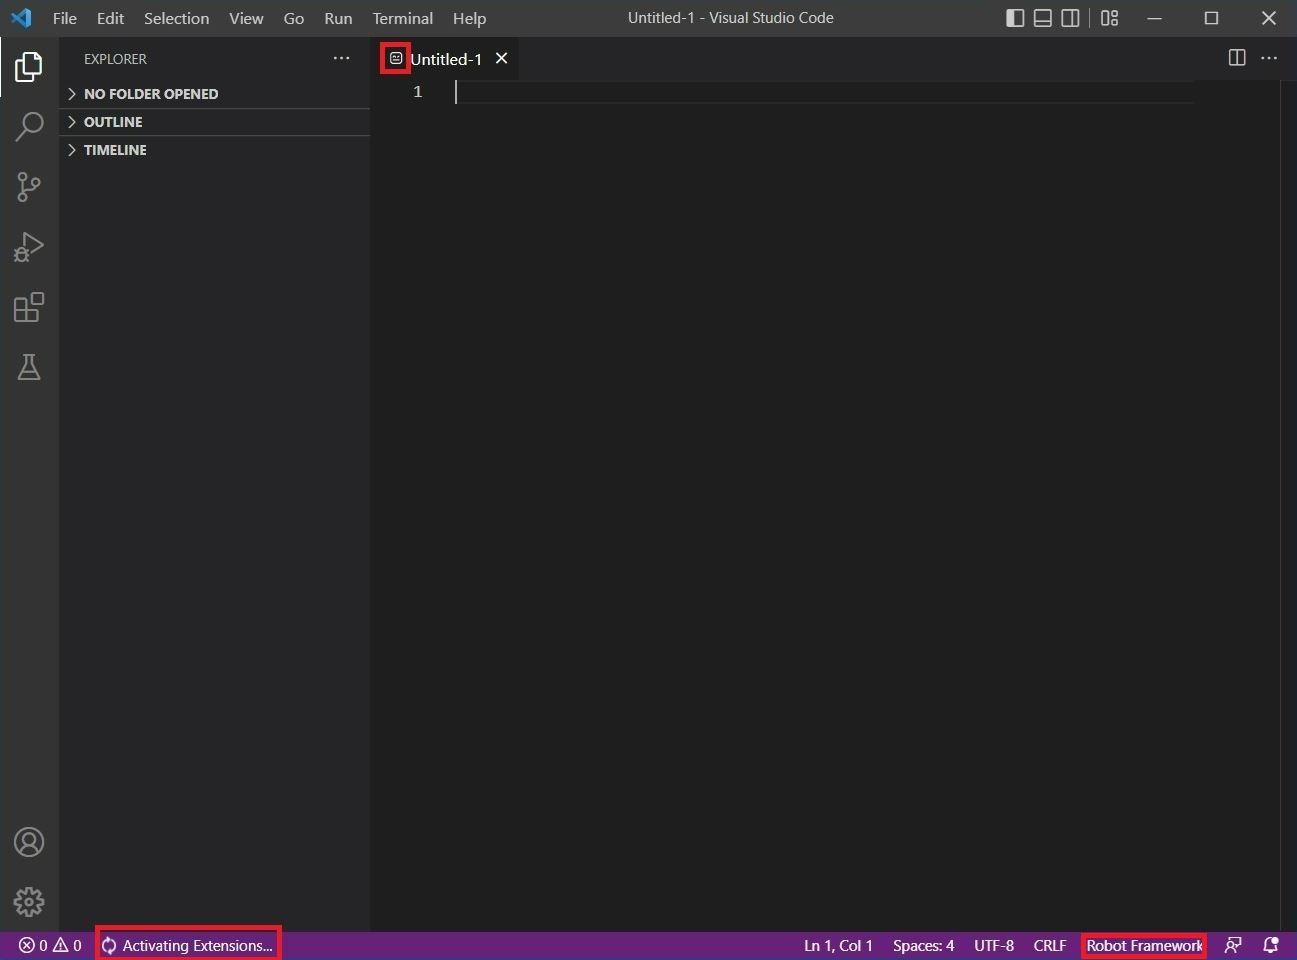 File Edit Selection View Go Run Terminal Help Untitled-1 - Visual Studio Code
EXPLORER
Untitled-1
NO FOLDER OPENED
1
OUTLINE
TIMELINE
0 0 Activating Extensions... Ln 1, Col 1 Spaces: 4 UTF-8 CRLF Robot Framework